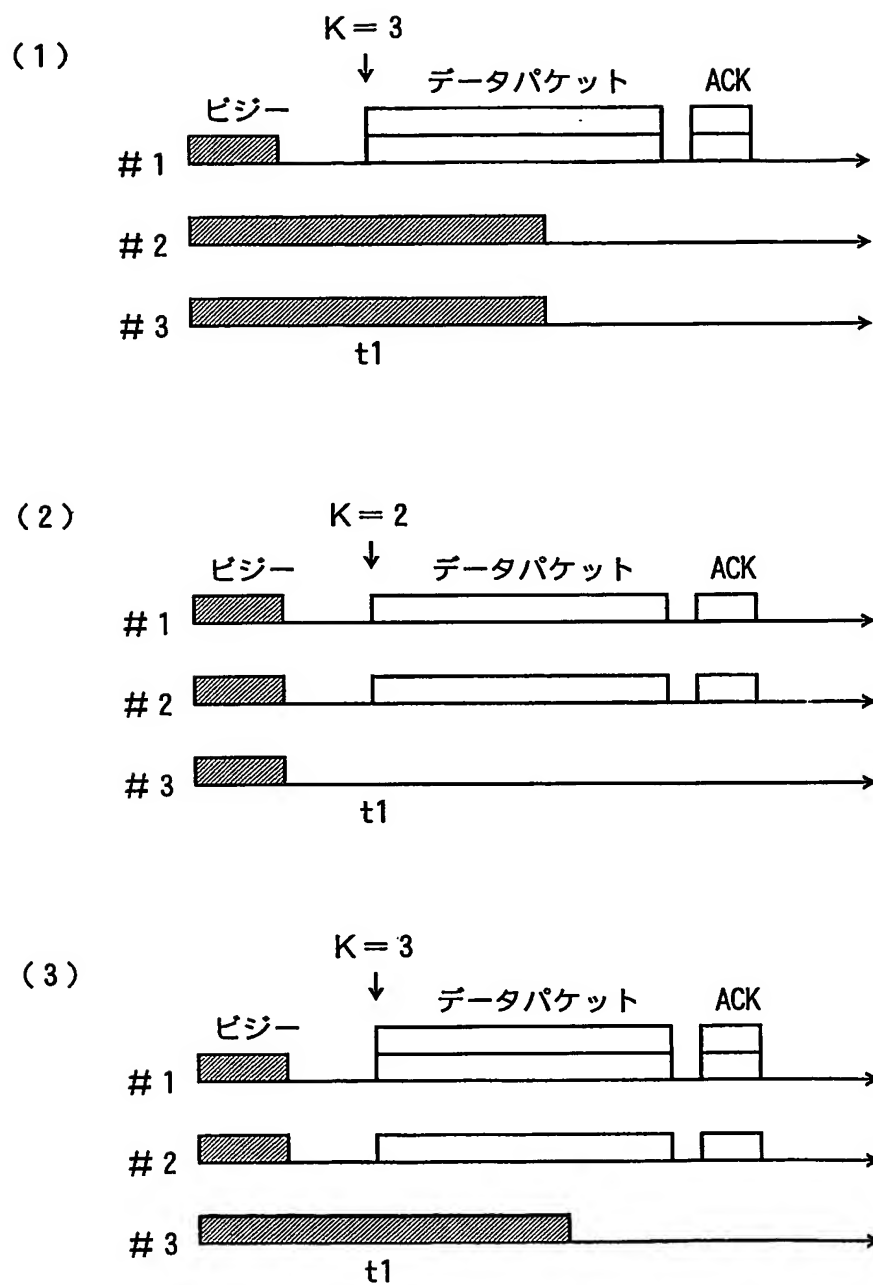 (1)
K=3
↓
データパケット ACK
ビジー
#1
#2
#3
t1
(2)
K=2
↓
ビジー データパケット ACK
#1
#2
#3
t1
(3)
K=3
↓
データパケット ACK
ビジー
#1
#2
#3
t1